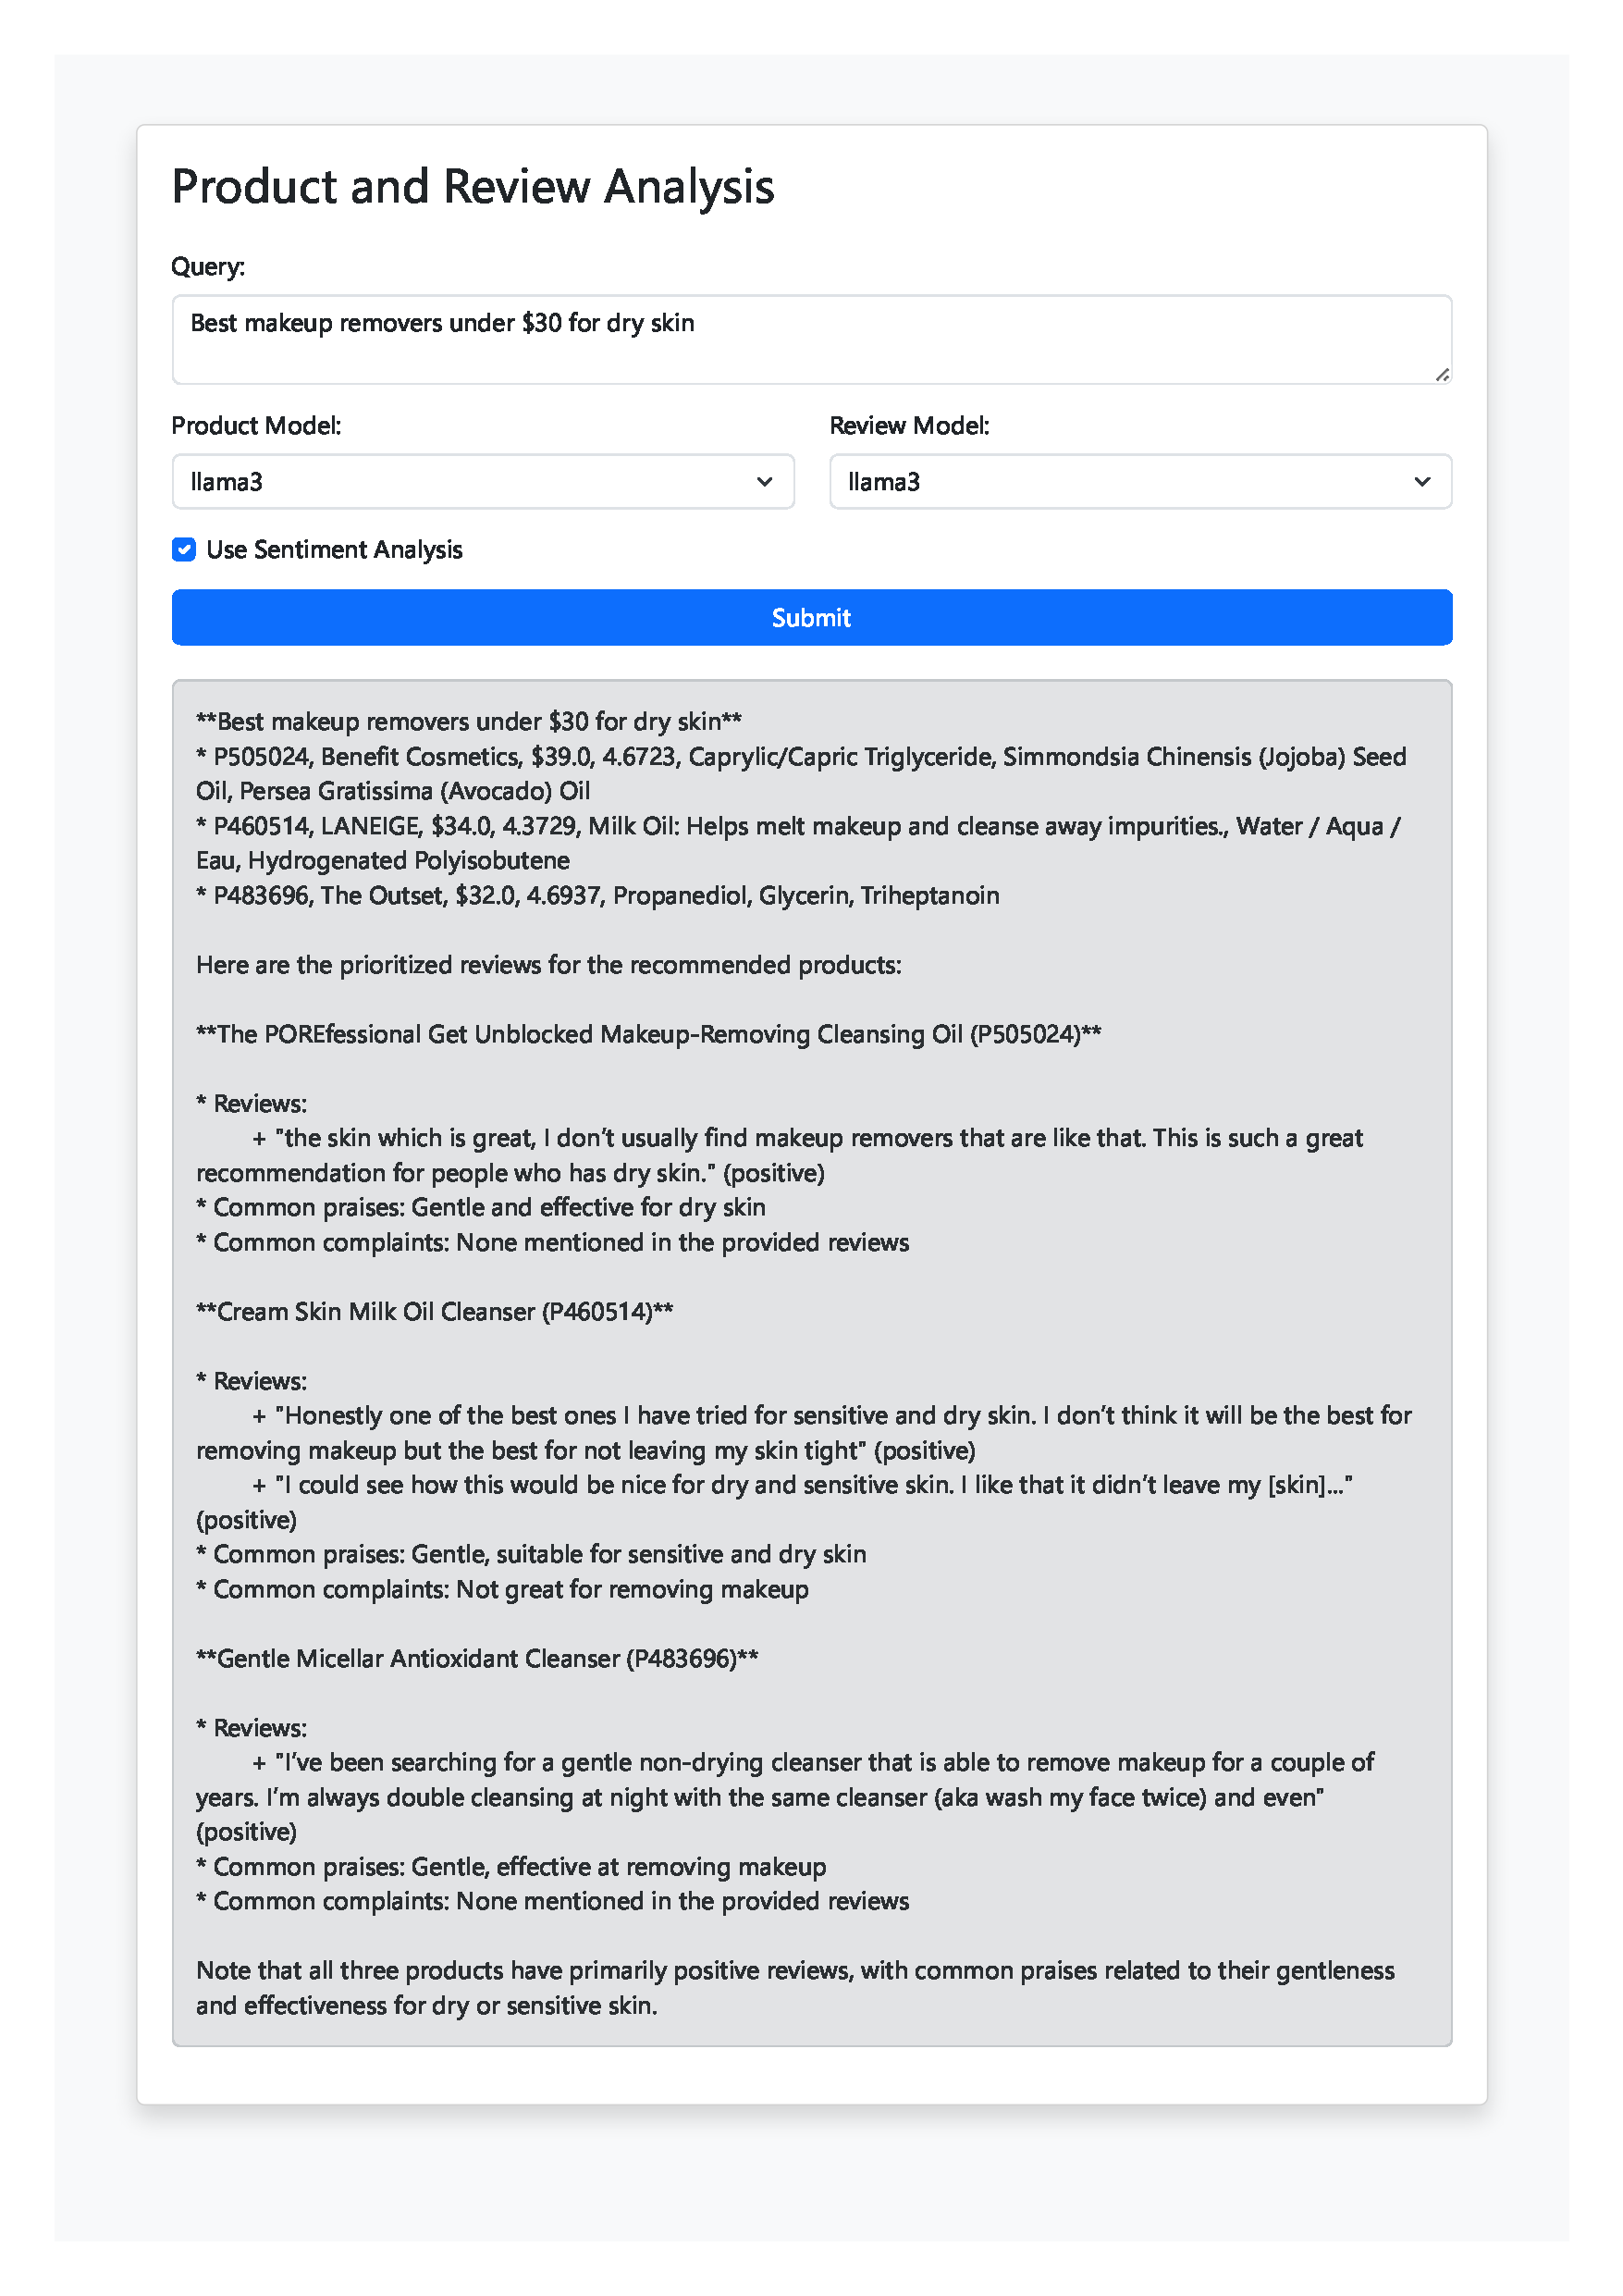 Product and Review Analysis
Query:
Best makeup removers under $30 for dry skin
Product Model:
Review Model:
llama3
llama3
Use Sentiment Analysis
Submit
**Best makeup removers under $30 for dry skin**
* P505024, Benefit Cosmetics, $39.0, 4.6723, Caprylic/Capric Triglyceride, Simmondsia Chinensis (Jojoba) Seed
Oil, Persea Gratissima (Avocado) Oil
* P460514, LANEIGE, $34.0, 4.3729, Milk Oil: Helps melt makeup and cleanse away impurities., Water / Aqua /
Eau, Hydrogenated Polyisobutene
* P483696, The Outset, $32.0, 4.6937, Propanediol, Glycerin, Triheptanoin
Here are the prioritized reviews for the recommended products:
**The POREfessional Get Unblocked Makeup-Removing Cleansing Oil (P505024)**
* Reviews:
+ "the skin which is great, I don’t usually find makeup removers that are like that. This is such a great
recommendation for people who has dry skin." (positive)
* Common praises: Gentle and effective for dry skin
* Common complaints: None mentioned in the provided reviews
**Cream Skin Milk Oil Cleanser (P460514)**
* Reviews:
+ "Honestly one of the best ones I have tried for sensitive and dry skin. I don’t think it will be the best for
removing makeup but the best for not leaving my skin tight" (positive)
+ "I could see how this would be nice for dry and sensitive skin. I like that it didn’t leave my [skin]..."
(positive)
* Common praises: Gentle, suitable for sensitive and dry skin
* Common complaints: Not great for removing makeup
**Gentle Micellar Antioxidant Cleanser (P483696)**
* Reviews:
+ "I’ve been searching for a gentle non-drying cleanser that is able to remove makeup for a couple of
years. I’m always double cleansing at night with the same cleanser (aka wash my face twice) and even"
(positive)
* Common praises: Gentle, effective at removing makeup
* Common complaints: None mentioned in the provided reviews
Note that all three products have primarily positive reviews, with common praises related to their gentleness
and effectiveness for dry or sensitive skin.